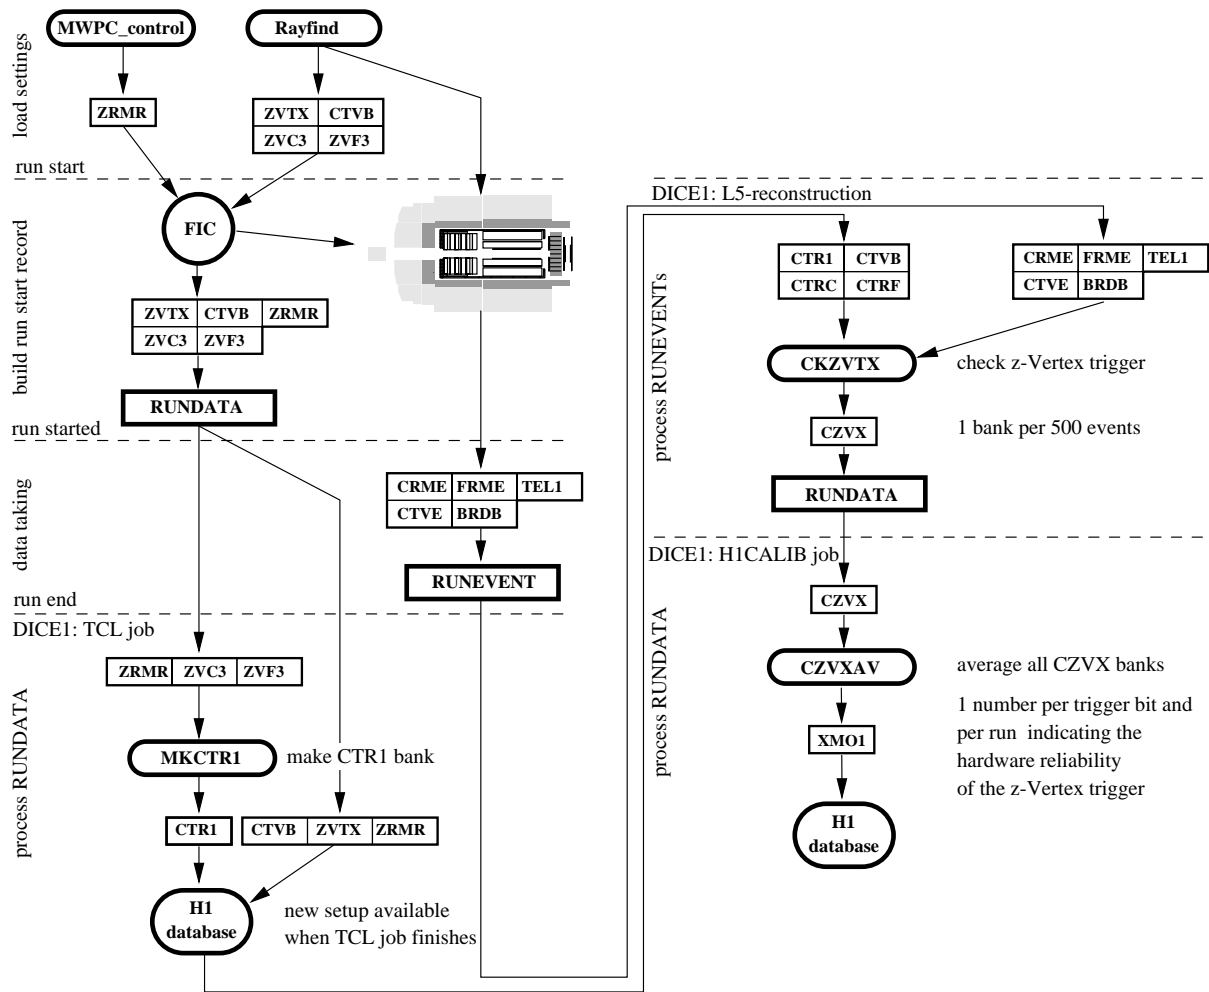 MWPC_control
Rayfind
load settings
ZRMR
ZVTX CTVB
ZVC3 ZVF3
run start
FIC
build run start record
ZVTX CTVB ZRMR
ZVC3 ZVF3
RUNDATA
run started
data taking
CRME FRME TEL1
CTVE BRDB
RUNEVENT
run end
DICE1: TCL job
process RUNDATA
ZRMR ZVC3 ZVF3
MKCTR1
make CTR1 bank
CTR1
CTVB ZVTX ZRMR
H1
database
new setup available
when TCL job finishes
DICE1: L5-reconstruction
process RUNEVENTs
CTR1 CTVB
CTRC CTRF
CRME FRME TEL1
CTVE BRDB
CKZVTX
check z-Vertex trigger
CZVX
1 bank per 500 events
RUNDATA
DICE1: H1CALIB job
process RUNDATA
CZVX
CZVXAV
average all CZVX banks
XMO1
1 number per trigger bit and
per run indicating the
hardware reliability
of the z-Vertex trigger
H1
database